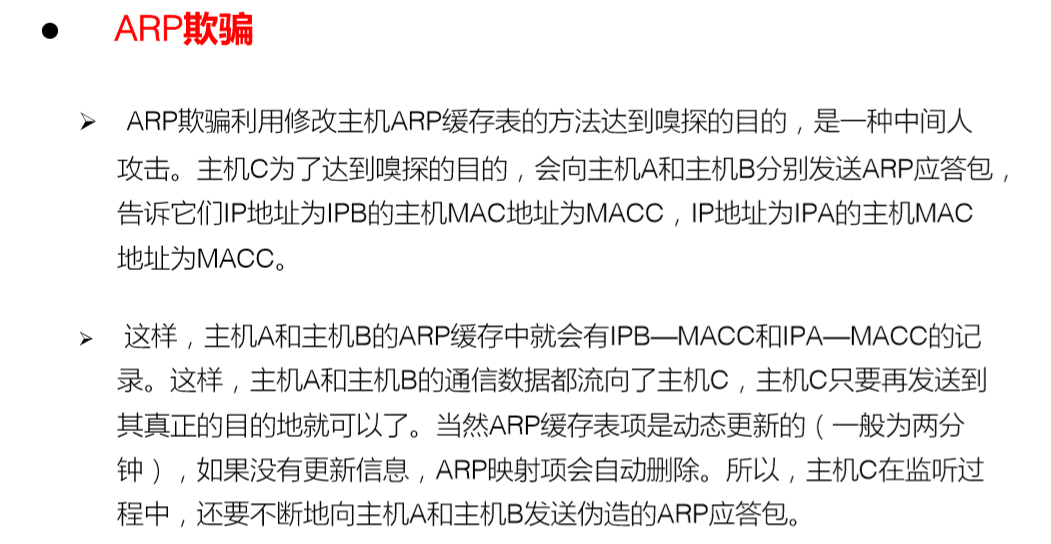 ARP欺骗
ARP欺骗利用修改主机ARP缓存表的方法达到嗅探的目的，是一种中间人
攻击。主机C为了达到嗅探的目的，会向主机A和主机B分别发送ARP应答包，
告诉它们IP地址为IPB的主机MAC地址为MACC，IP地址为IPA的主机MAC
地址为MACC。
这样，主机A和主机B的ARP缓存中就会有IPB—MACC和IPA—MACC的记
录。这样，主机A和主机B的通信数据都流向了主机C，主机C只要再发送到
其真正的目的地就可以了。当然ARP缓存表项是动态更新的（一般为两分
钟），如果没有更新信息，ARP映射项会自动删除。所以，主机C在监听过
程中，还要不断地向主机A和主机B发送伪造的ARP应答包。